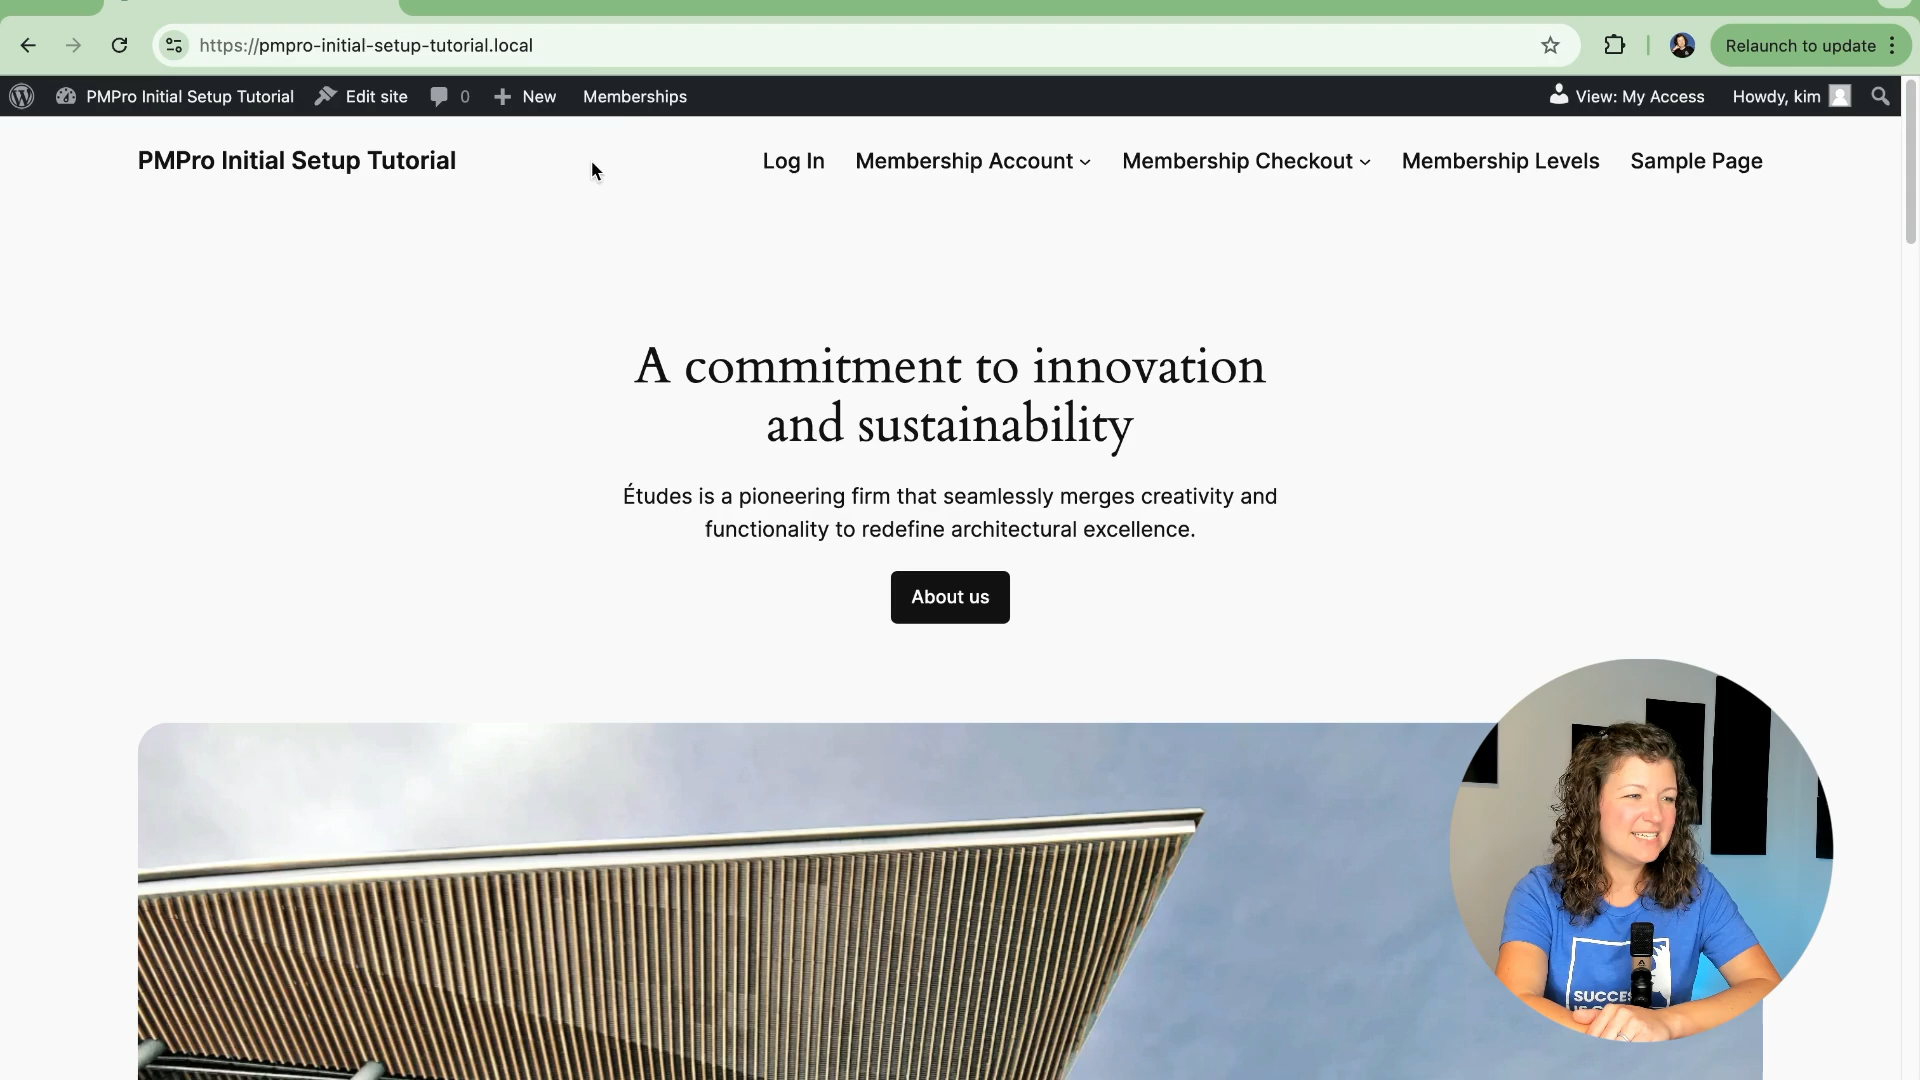 https://pmpro-initial-setup-tutorial.local
Relaunch to update
PMPro Initial Setup Tutorial
Edit site
0
New
Memberships
View: My Access
Howdy, kim
PMPro Initial Setup Tutorial
Log In
Membership Account
Membership Checkout
Membership Levels
Sample Page
A commitment to innovation
and sustainability
Études is a pioneering firm that seamlessly merges creativity and
functionality to redefine architectural excellence.
About us